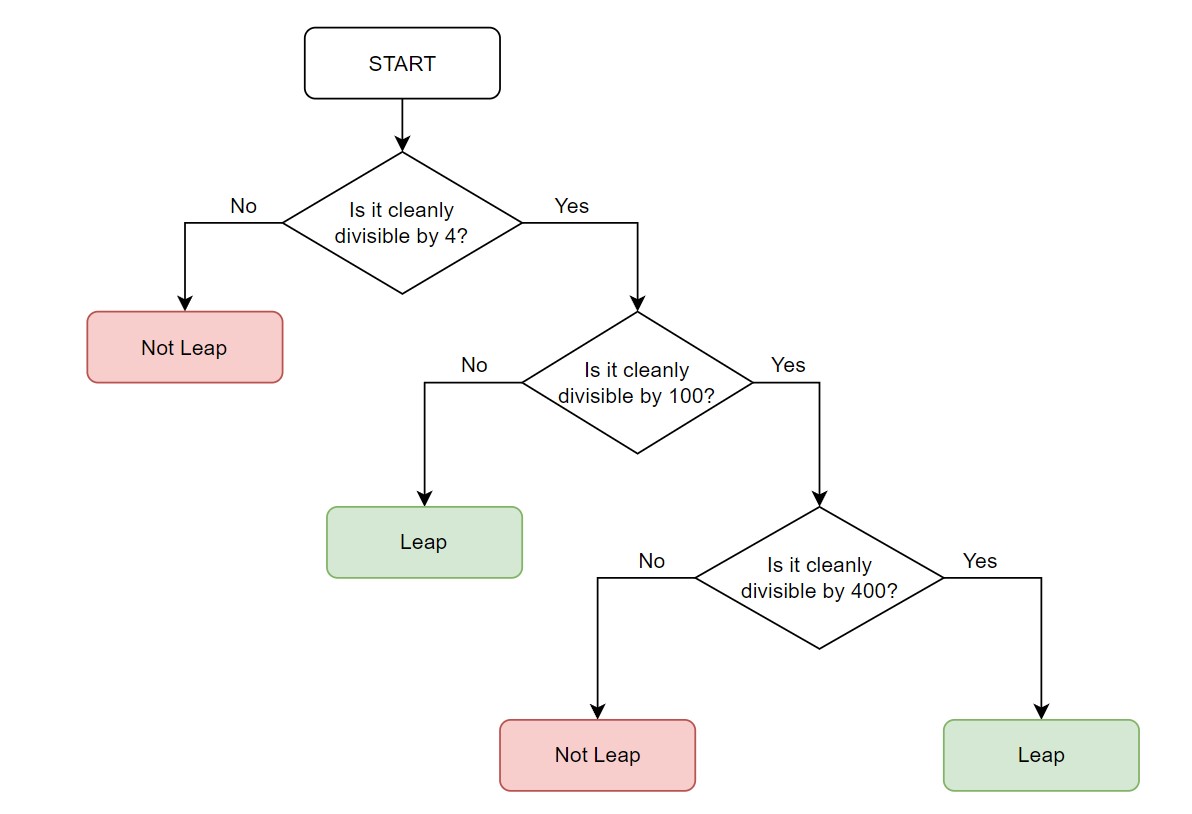 START
No
Yes
Is it cleanly
divisible by 4?
Not Leap
No
Yes
Is it cleanly
divisible by 100?
Leap
No
Yes
Is it cleanly
divisible by 400?
Not Leap
Leap